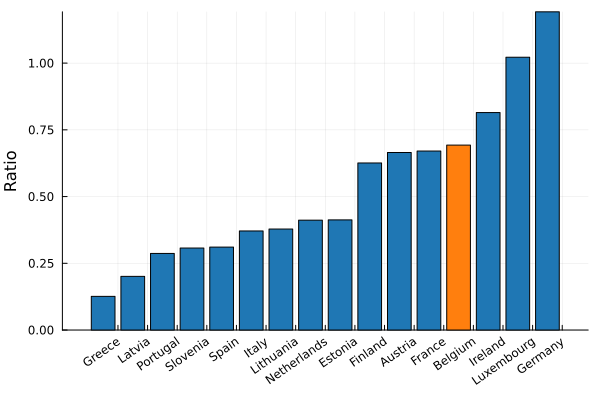 1.00
0.75
0.50
0.25
0.00
Ratio
Greece
Latvia
Portugal
Slovenia
Spain
Italy
Lithuania
Netherlands
Estonia
Finland
Austria
France
Belgium
Ireland
Luxembourg
Germany